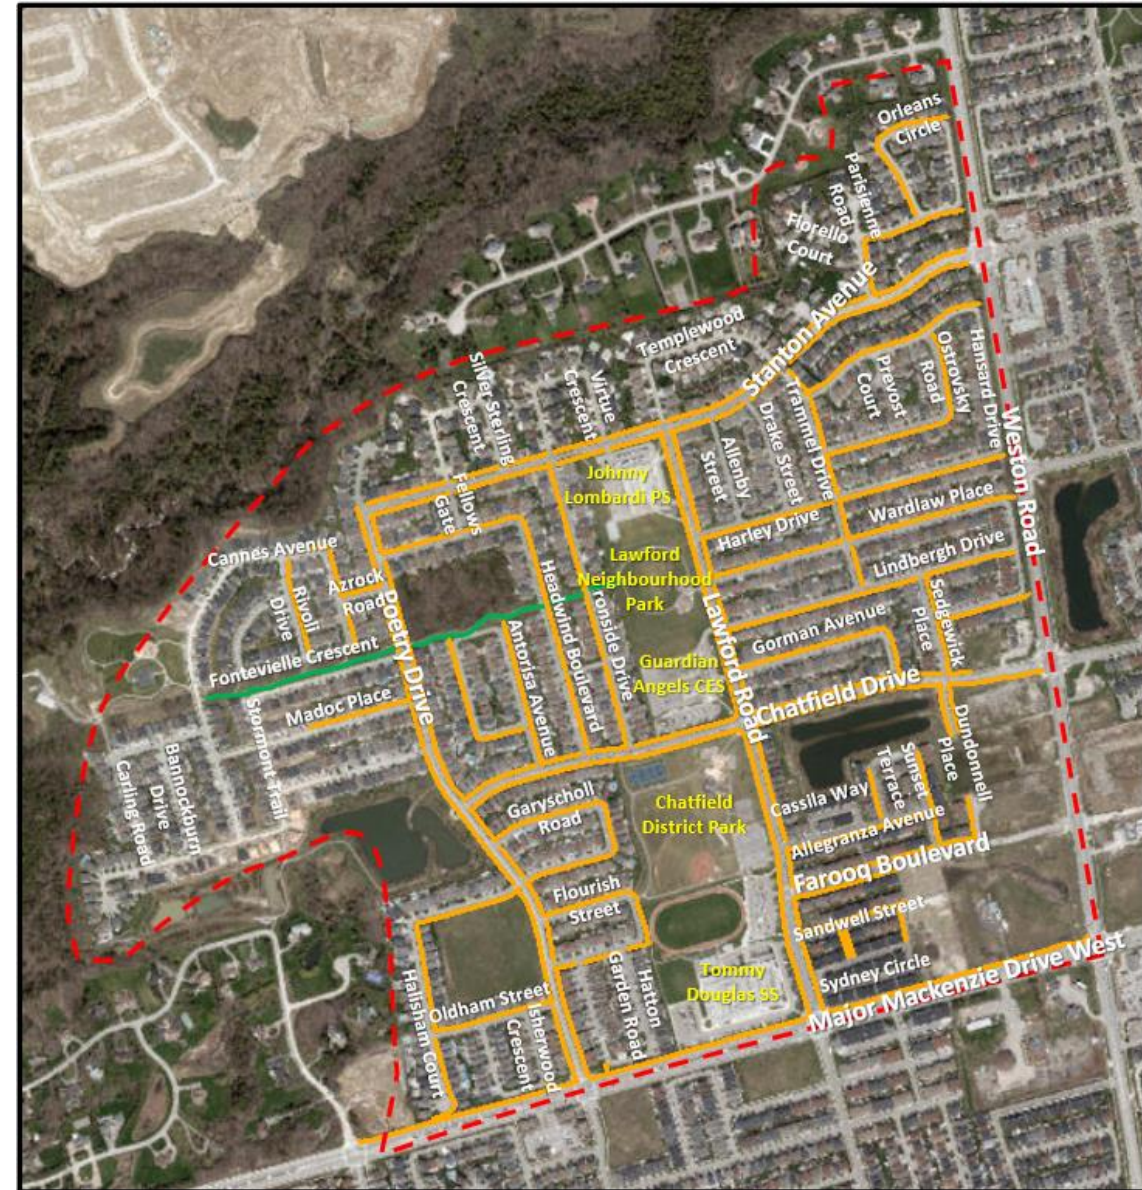 Orleans
Circle
Parisienne
Road
Fiorello
Court
Stanton Avenue
Templewood
Crescent
Silver Sterling
Crescent
Virtue
Crescent
Hansard Drive
Ostrovsky
Road
Prevost
Court
Trammel Drive
Drake Street
Allenby
Street
Weston Road
Johnny
Lombardi PS
Fellows
Gate
Harley Drive
Wardlaw Place
Lindbergh Drive
Cannes Avenue
Azrock
Road
Rivoli
Drive
Poetry Drive
Headwind Boulevard
Lawford
Neighbourhood
Park
ronside Drive
Lawford Road
Gorman Avenue
Sedgewick
Place
Fontevielle Crescent
Antorisa Avenue
Guardian
Angels CES
Chatfield Drive
Madoc Place
Stormont Trail
Bannockburn
Drive
Carling Road
Dundonnell
Place
Sunset
Terrace
Cassila Way
Garyscholl
Road
Chatfield
District Park
Allegranza Avenue
Farooq Boulevard
Flourish
Street
Sandwell Street
Sydney Circle
Tommy
Douglas SS
Hatton
Garden Road
Halisham Court
Oldham Street
Isherwood
Crescent
Major Mackenzie Drive West